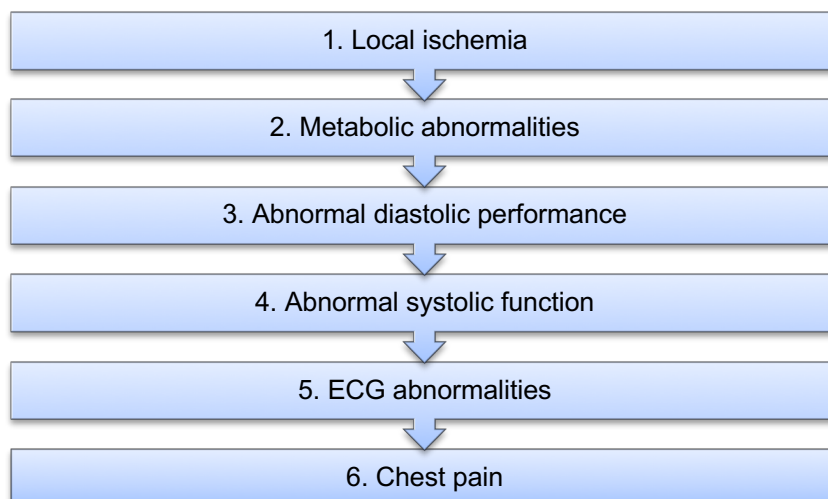 1. Local ischemia
2. Metabolic abnormalities
3. Abnormal diastolic performance
4. Abnormal systolic function
5. ECG abnormalities
6. Chest pain